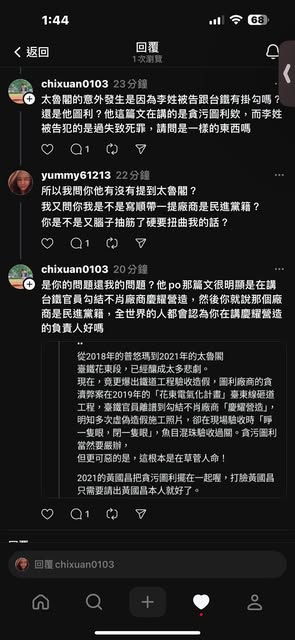 1:44
68
返回
回覆
1次瀏覽
chixuan0103 23分鐘
太魯閣的意外發生是因為李姓被告跟台鐵有掛勾嗎？
還是他圖利？他這篇文在講的是貪污圖利欸，而李姓
被告犯的是過失致死罪，請問是一樣的東西嗎
1
yummy61213 22分鐘
所以我問你他有沒有提到太魯閣？
我又問你我是不是寫順帶一提廠商是民進黨籍？
你是不是又腦子抽筋了硬要扭曲我的話？
1
chixuan0103 20分鐘
是你的問題還我的問題？他po那篇文很明顯是在講
台鐵官員勾結不肖廠商慶耀營造，然後你就說那個廠
商是民進黨籍，全世界的人都會認為你在講慶耀營造
的負責人好嗎
從2018年的普悠瑪到2021年的太魯閣
臺鐵花東段，已經釀成太多悲劇。
現在，竟更爆出鐵道工程驗收造假，圖利廠商的貪
瀆弊案在2019年的「花東電氣化計畫」臺東線砸道
工程，臺鐵官員離譜到勾結不肖廠商「慶耀營造」，
明知多次虛偽造假施工照片，卻在現場驗收時「睜
一隻眼，閉一隻眼」，魚目混珠驗收過關。貪污圖利
當然要嚴辦，
但更可惡的是，這根本是在草菅人命！
2021的黃國昌把貪污圖利擺在一起喔，打臉黃國昌
只需要請出黃國昌本人就好了。
1
回覆 chixuan0103